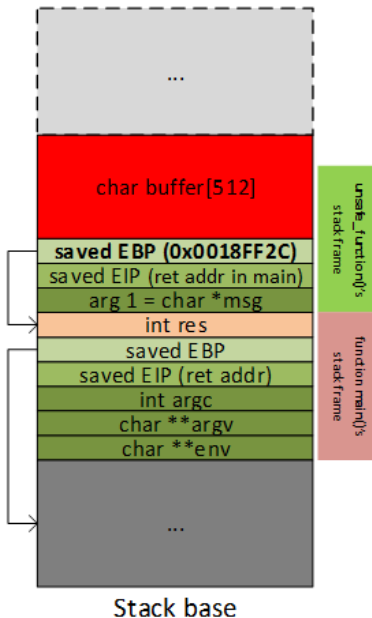 ...
char buffer[512]
saved EBP (0x0018FF2C)
saved EIP (ret addr in main)
arg 1 = char *msg
int res
saved EBP
saved EIP (ret addr)
int argc
char **argv
char **env
...
Stack base
unsafe_function()'s
stack frame
function main()'s
stack frame